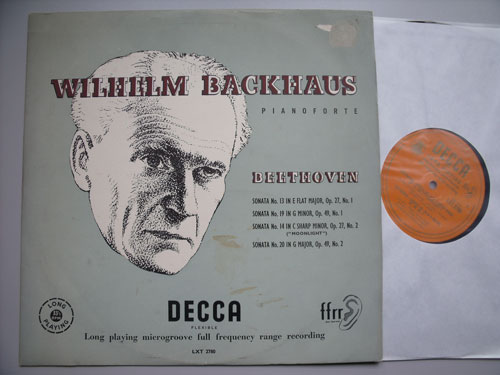 WILHELM BACKHAUS
PIANOFORTE
BEETHOVEN
SONATA No. 13 IN E FLAT MAJOR, Op. 27, No. 1
SONATA No. 19 IN G MINOR, Op. 49, No. 1
SONATA No. 14 IN C SHARP MINOR, Op. 27, No. 2
("MOONLIGHT")
SONATA No. 20 IN G MAJOR, Op. 49, No. 2
LONG
PLAYING
DECCA
FLEXIBLE
ffrr
Long playing microgroove full frequency range recording
LXT 2780
DECCA